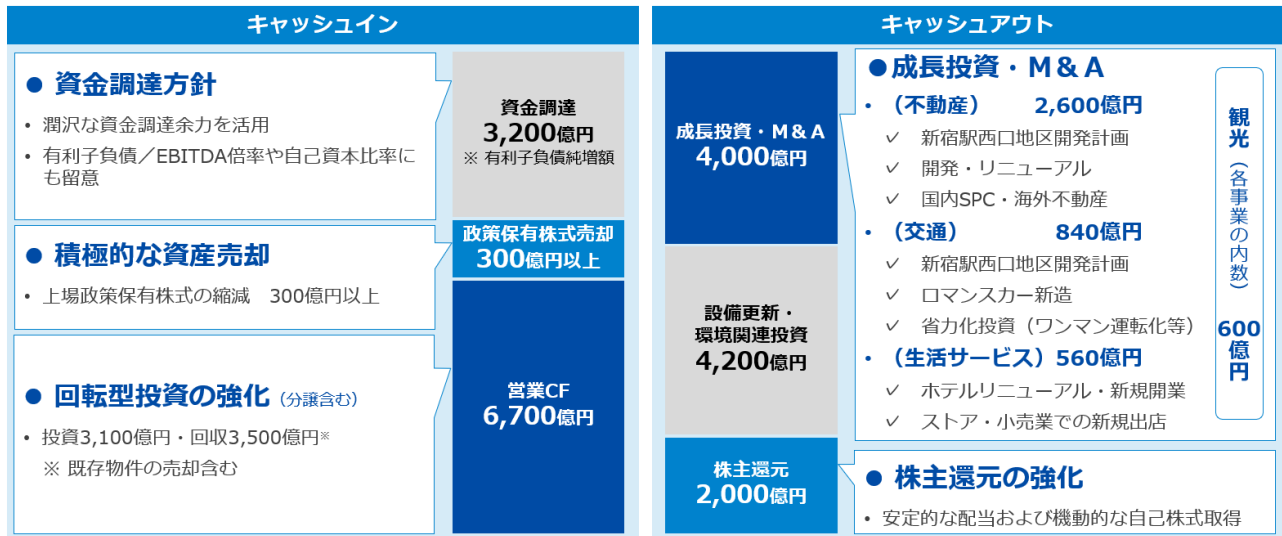 キャッシュイン
● 資金調達方針
• 潤沢な資金調達余力を活用
• 有利子負債／EBITDA倍率や自己資本比率に
も留意
資金調達
3,200億円
※ 有利子負債純増額
● 積極的な資産売却
• 上場政策保有株式の縮減　300億円以上
政策保有株式売却
300億円以上
● 回転型投資の強化（分譲含む）
• 投資3,100億円・回収3,500億円※
※ 既存物件の売却含む
営業CF
6,700億円
キャッシュアウト
成長投資・M＆A
4,000億円
●成長投資・M＆A
• （不動産）　2,600億円
✓ 新宿駅西口地区開発計画
✓ 開発・リニューアル
✓ 国内SPC・海外不動産
• （交通）　840億円
✓ 新宿駅西口地区開発計画
✓ ロマンスカー新造
✓ 省力化投資（ワンマン運転化等）
• （生活サービス）560億円
✓ ホテルリニューアル・新規開業
✓ ストア・小売業での新規出店
観光（各事業の内数）　600億円
設備更新・
環境関連投資
4,200億円
株主還元
2,000億円
● 株主還元の強化
• 安定的な配当および機動的な自己株式取得